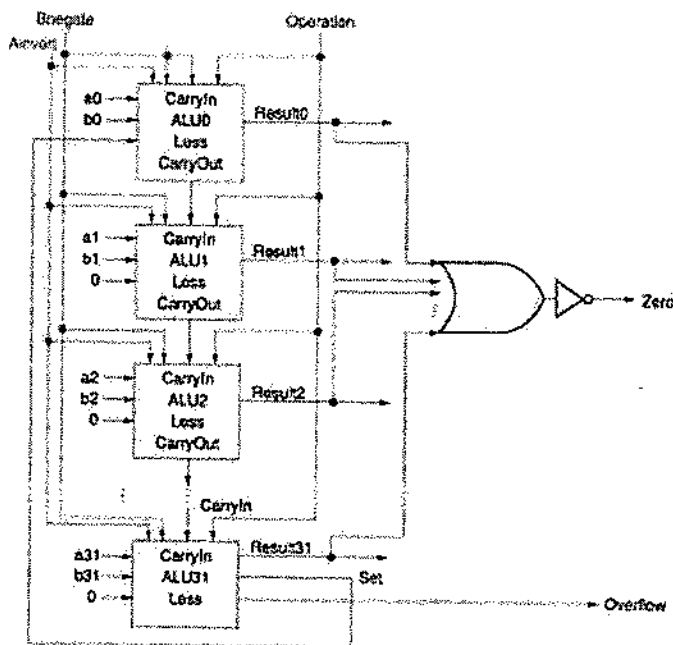 Bnegate
Operation
Ainvert
a0
b0
CarryIn
ALU0
Less
CarryOut
Result0
a1
b1
0
CarryIn
ALU1
Less
CarryOut
Result1
Zero
a2
b2
0
CarryIn
ALU2
Less
CarryOut
Result2
CarryIn
a31
b31
0
CarryIn
ALU31
Less
Result31
Set
Overflow